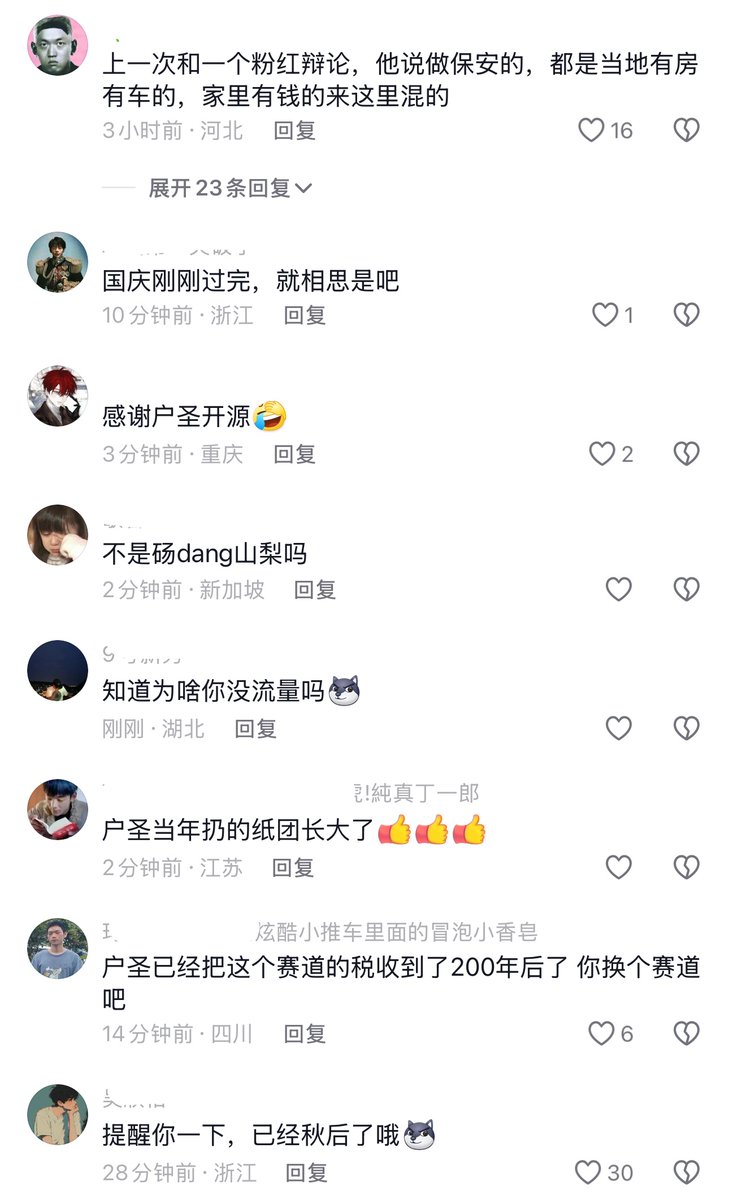 上一次和一个粉红辩论，他说做保安的，都是当地有房
有车的，家里有钱的来这里混的
3小时前·河北 回复 16
展开23条回复
国庆刚刚过完，就相思是吧
10分钟前·浙江 回复 1
感谢户圣开源🤣
3分钟前·重庆 回复 2
不是砀dang山梨吗
2分钟前·新加坡 回复
知道为啥你没流量吗
刚刚·湖北 回复
!純真丁一郎
户圣当年扔的纸团长大了👍👍👍
2分钟前·江苏 回复
炫酷小推车里面的冒泡小香皂
户圣已经把这个赛道的税收到了200年后了 你换个赛道
吧
14分钟前·四川 回复 6
提醒你一下，已经秋后了哦
28分钟前·浙江 回复 30